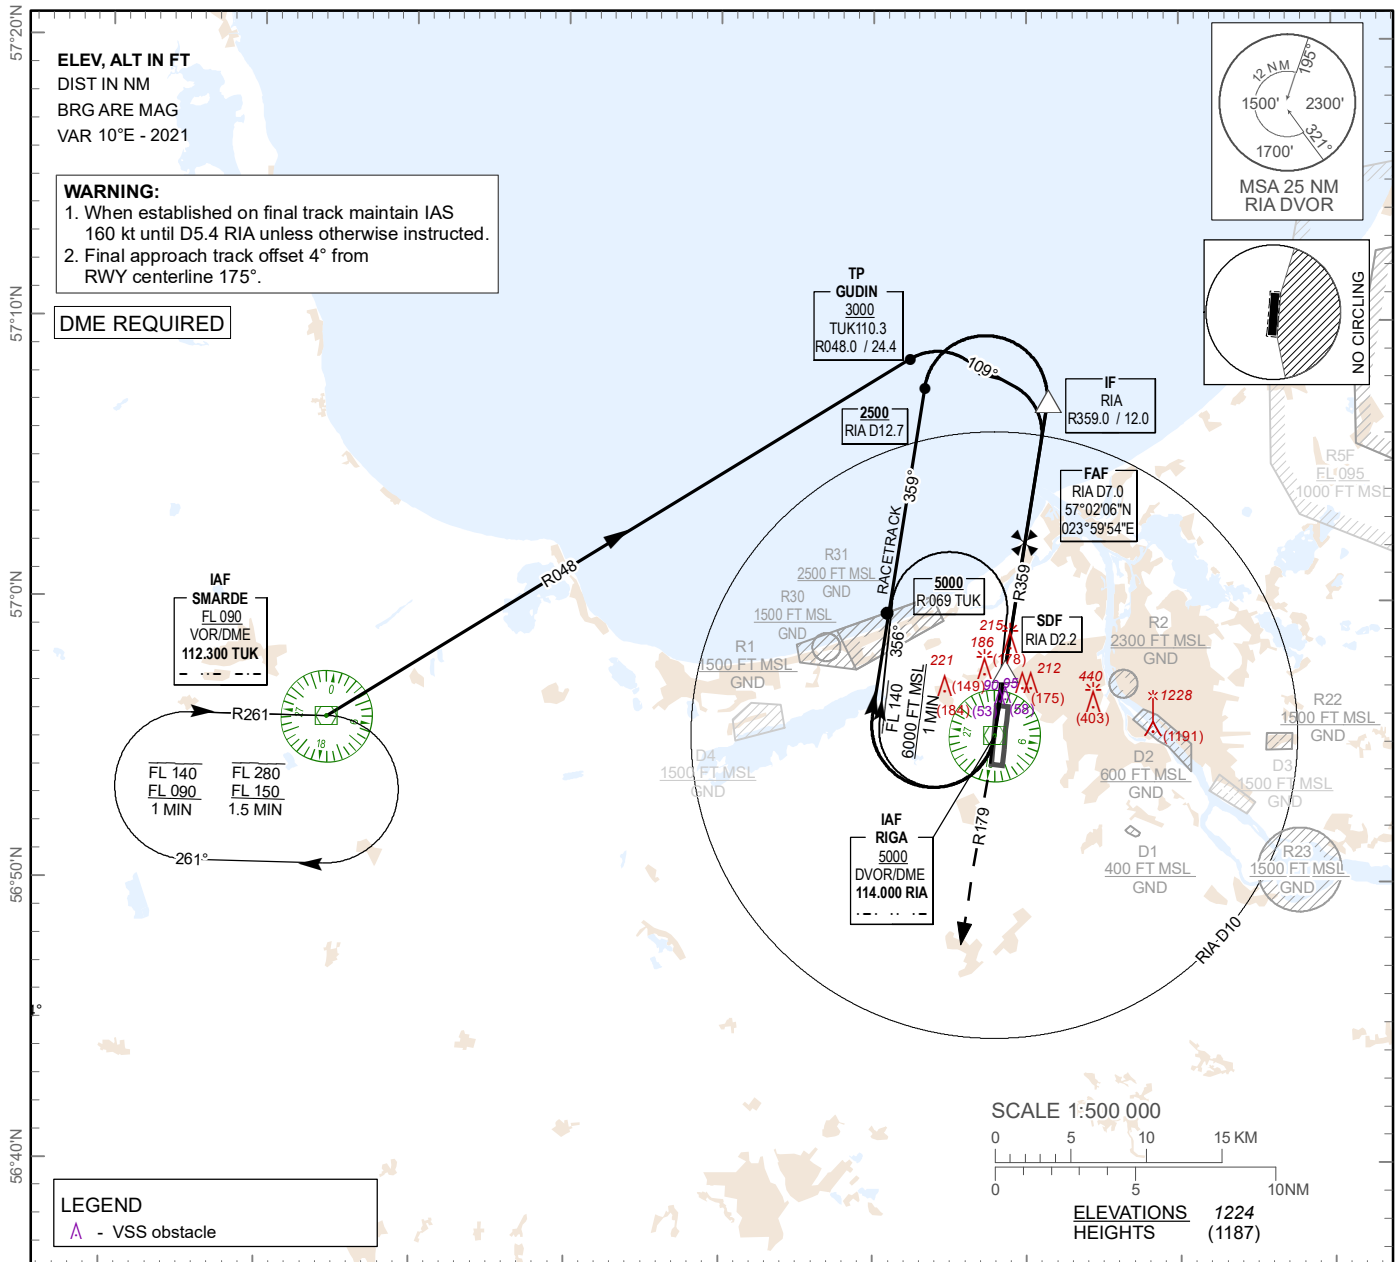 57°20'N
57°10'N
57°0'N
56°50'N
56°40'N
ELEV, ALT IN FT
DIST IN NM
BRG ARE MAG
VAR 10°E - 2021
WARNING:
1. When established on final track maintain IAS
160 kt until D5.4 RIA unless otherwise instructed.
2. Final approach track offset 4° from
RWY centerline 175°.
DME REQUIRED
12 NM
195°
1500'
2300'
321°
1700'
MSA 25 NM
RIA DVOR
NO CIRCLING
TP
GUDIN
3000
TUK110.3
R048.0 / 24.4
109°
2500
RIA D12.7
IF
RIA
R359.0 / 12.0
FAF
RIA D7.0
57°02'06"N
023°59'54"E
R5F
FL 095
1000 FT MSL
RACETRACK 359°
R359
R048
IAF
SMARDE
FL 090
VOR/DME
112.300 TUK
R31
2500 FT MSL
GND
R30
1500 FT MSL
GND
R1
1500 FT MSL
GND
5000
R 069 TUK
SDF
RIA D2.2
R2
2300 FT MSL
GND
356°
FL 140
6000 FT MSL
1 MIN
215
(178)
186
(149)
221
(184)
90
(53)
95
(58)
212
(175)
440
(403)
1228
(1191)
R22
1500 FT MSL
GND
0
27
9
18
R261
FL 140
FL 090
1 MIN
FL 280
FL 150
1.5 MIN
261°
D4
1500 FT MSL
GND
27
9
D2
600 FT MSL
GND
D3
1500 FT MSL
GND
IAF
RIGA
5000
DVOR/DME
114.000 RIA
R179
D1
400 FT MSL
GND
R23
1500 FT MSL
GND
RIA D10
SCALE 1:500 000
0 5 10 15 KM
0 5 10NM
ELEVATIONS 1224
HEIGHTS (1187)
LEGEND
- VSS obstacle